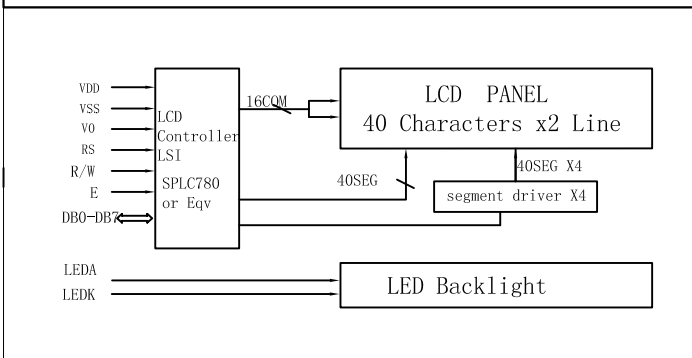 VDD
VSS
V0
RS
R/W
E
DB0-DB7
LCD
Controller
LSI
SPLC780
or Eqv
16COM
LCD PANEL
40 Characters x2 Line
40SEG
40SEG X4
segment driver X4
LEDA
LEDK
LED Backlight